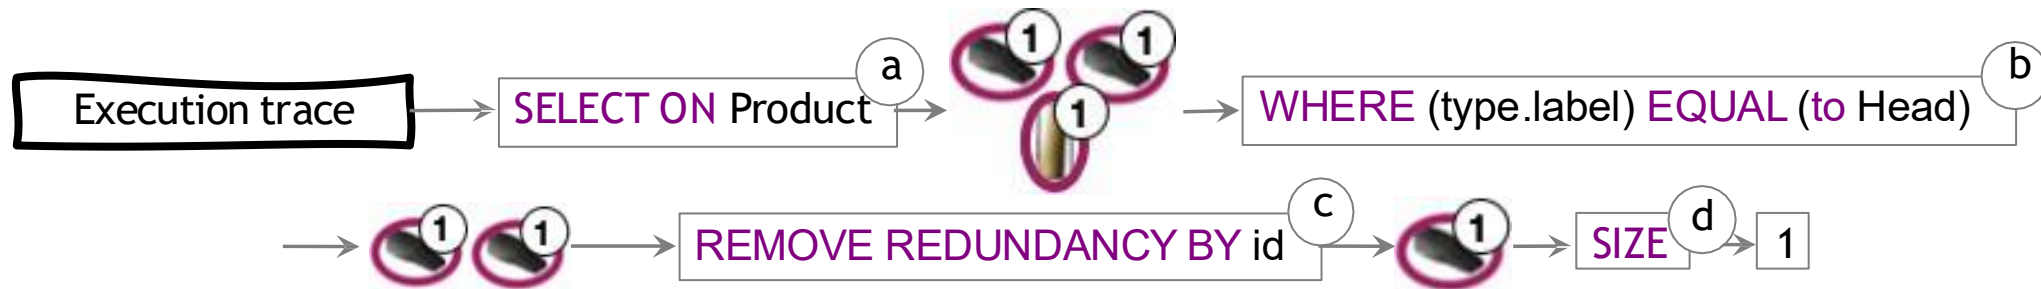 Execution trace
SELECT ON Product
a
1
1
1
WHERE (type.label) EQUAL (to Head)
b
1
1
REMOVE REDUNDANCY BY id
c
1
SIZE
d
1